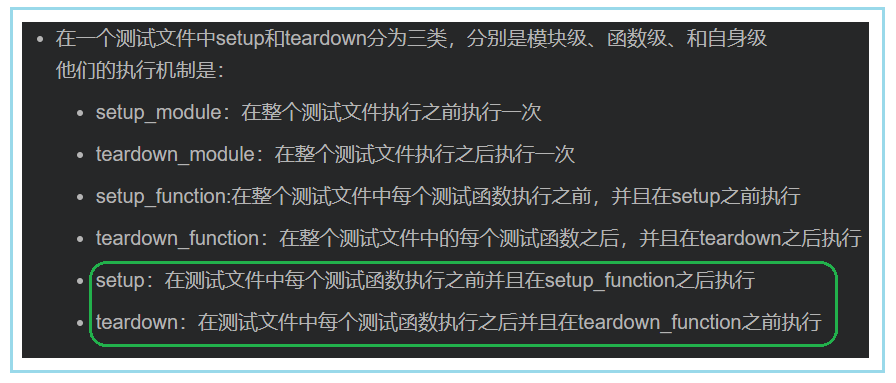 在一个测试文件中setup和teardown分为三类，分别是模块级、函数级、和自身级
他们的执行机制是：
setup_module：在整个测试文件执行之前执行一次
teardown_module：在整个测试文件执行之后执行一次
setup_function:在整个测试文件中每个测试函数执行之前，并且在setup之前执行
teardown_function：在整个测试文件中的每个测试函数之后，并且在teardown之后执行
setup：在测试文件中每个测试函数执行之前并且在setup_function之后执行
teardown：在测试文件中每个测试函数执行之后并且在teardown_function之前执行